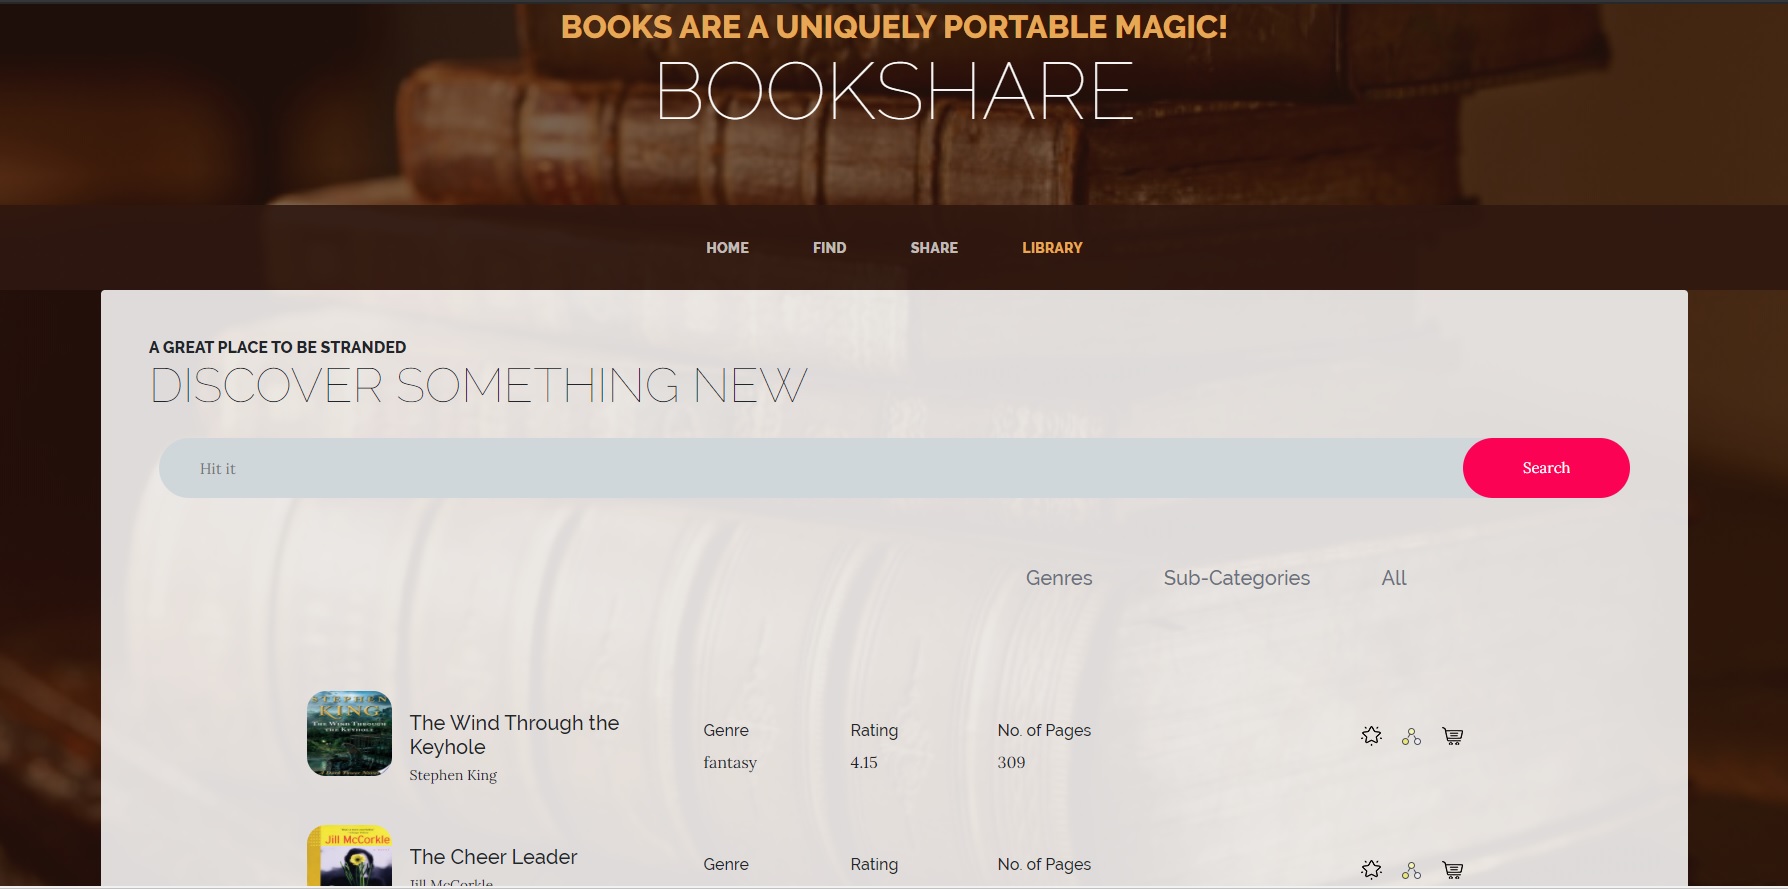 BOOKS ARE A UNIQUELY PORTABLE MAGIC!
BOOKSHARE
HOME FIND SHARE LIBRARY
A GREAT PLACE TO BE STRANDED
DISCOVER SOMETHING NEW
Hit it Search
Genres Sub-Categories All
STEPHEN
KING
THE WIND THROUGH
THE KEYHOLE
The Wind Through the
Keyhole
Stephen King
Genre Rating No. of Pages
fantasy 4.15 309
Jill McCorkle
The Cheer Leader
Jill McCorkle
Genre Rating No. of Pages